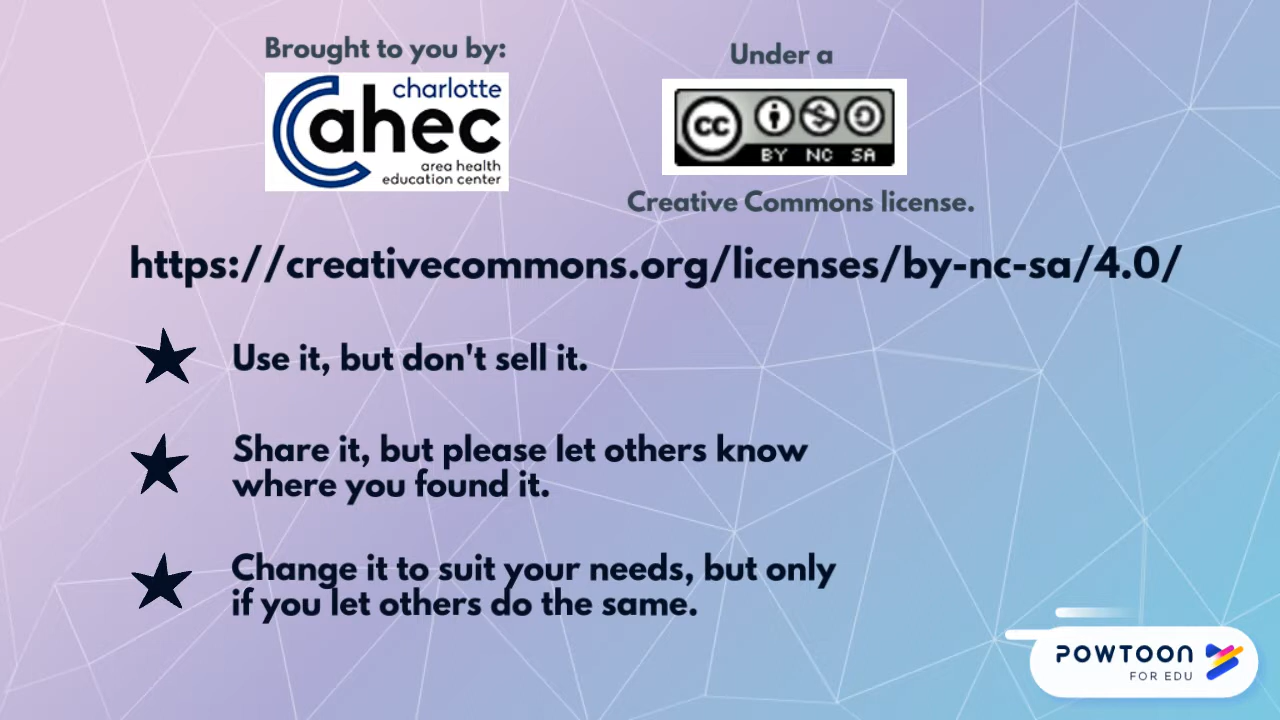 Brought to you by:
charlotte
ahec
area health
education center
Under a
cc
BY NC SA
Creative Commons license.
https://creativecommons.org/licenses/by-nc-sa/4.0/
Use it, but don't sell it.
Share it, but please let others know
where you found it.
Change it to suit your needs, but only
if you let others do the same.
POWTOON
FOR EDU